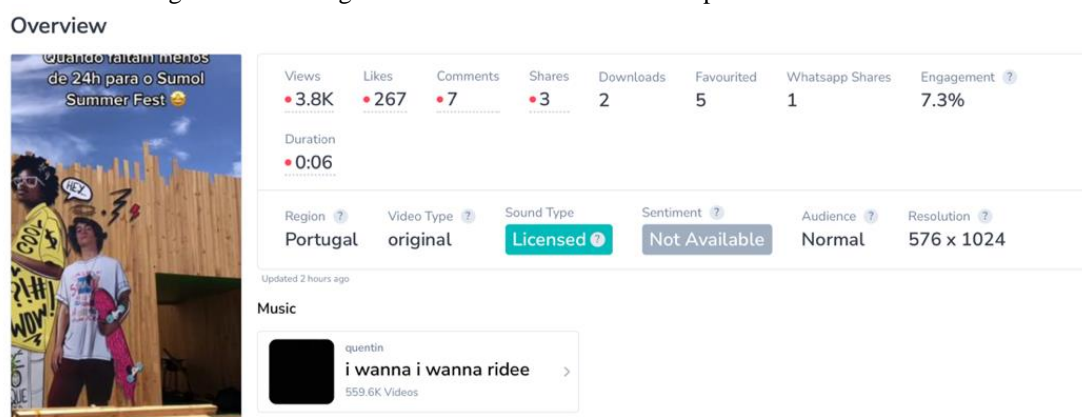 Overview
Quando faltam menos
de 24h para o Sumol
Summer Fest 🤩
HEY
COOL
?!#!
WOW!
Views Likes Comments Shares Downloads Favourited Whatsapp Shares Engagement ?
3.8K 267 7 3 2 5 1 7.3%
Duration
0:06
Region ? Video Type ? Sound Type Sentiment ? Audience ? Resolution ?
Portugal original Licensed ? Not Available Normal 576 x 1024
Updated 2 hours ago
Music
quentin
i wanna i wanna ridee
559.6K Videos